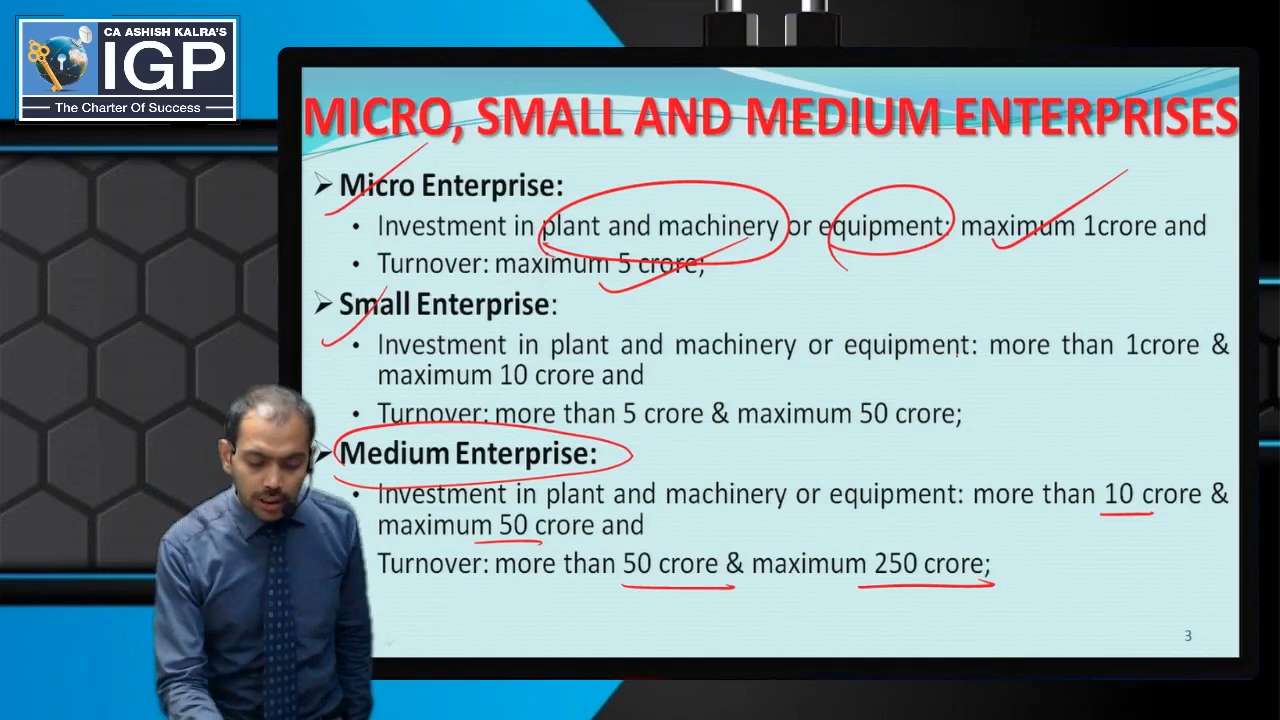 CA ASHISH KALRA'S
IGP
The Charter Of Success
MICRO, SMALL AND MEDIUM ENTERPRISES
➢ Micro Enterprise:
• Investment in plant and machinery or equipment: maximum 1crore and
• Turnover: maximum 5 crore;
➢ Small Enterprise:
• Investment in plant and machinery or equipment: more than 1crore &
maximum 10 crore and
• Turnover: more than 5 crore & maximum 50 crore;
➢ Medium Enterprise:
• Investment in plant and machinery or equipment: more than 10 crore &
maximum 50 crore and
Turnover: more than 50 crore & maximum 250 crore;
3